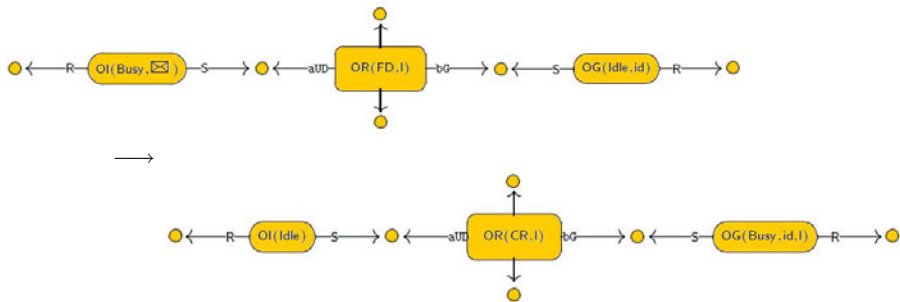 R OI(Busy,✉) S aUD OR(FD,I) bG S OG(Idle,id) R
R OI(Idle) S aUD OR(CR,I) bG S OG(Busy,id,I) R